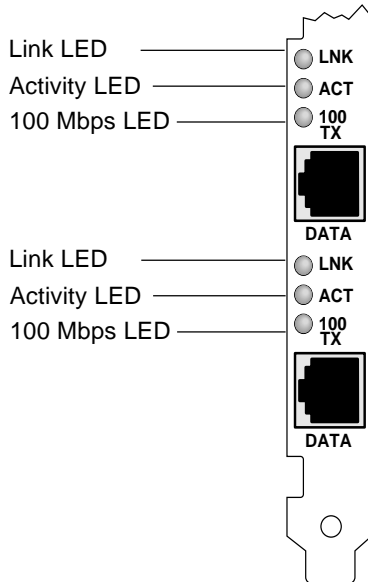 Link LED
LNK
Activity LED
ACT
100 Mbps LED
100
TX
DATA
Link LED
LNK
Activity LED
ACT
100 Mbps LED
100
TX
DATA